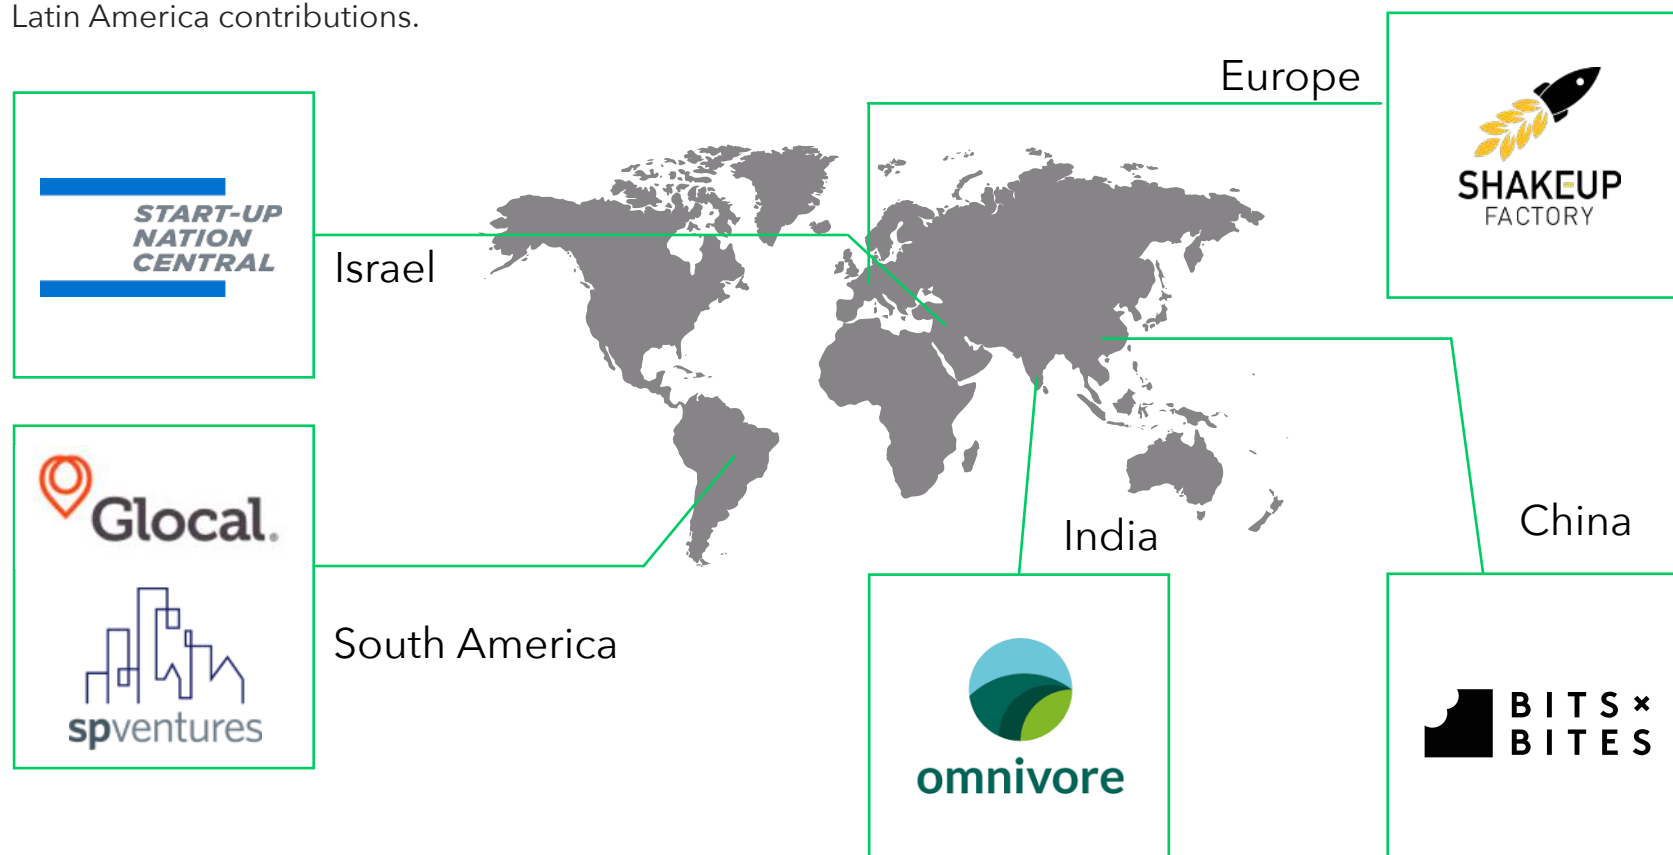 Latin America contributions.
Europe
SHAKEUP
FACTORY
START-UP
NATION
CENTRAL
Israel
Glocal.
spventures
South America
India
omnivore
China
BITS ×
BITES